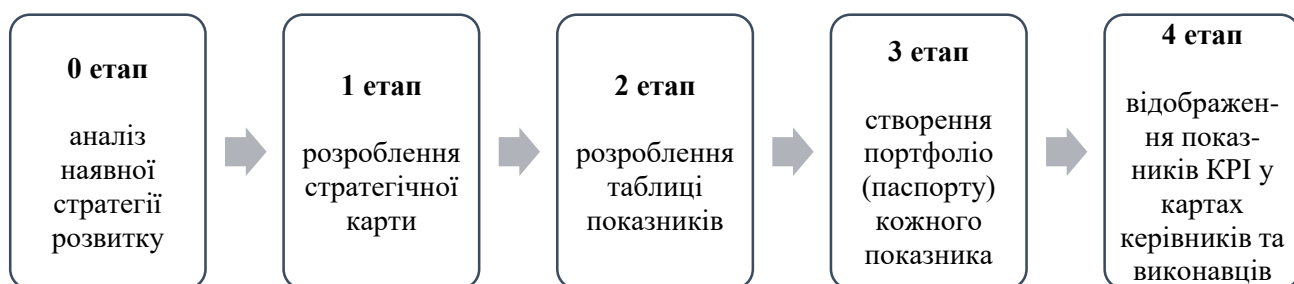 0 етап
аналіз
наявної
стратегії
розвитку
1 етап
розроблення
стратегічної
карти
2 етап
розроблення
таблиці
показників
3 етап
створення
портфоліо
(паспорту)
кожного
показника
4 етап
відображен-
ня показ-
ників КРІ у
картах
керівників та
виконавців